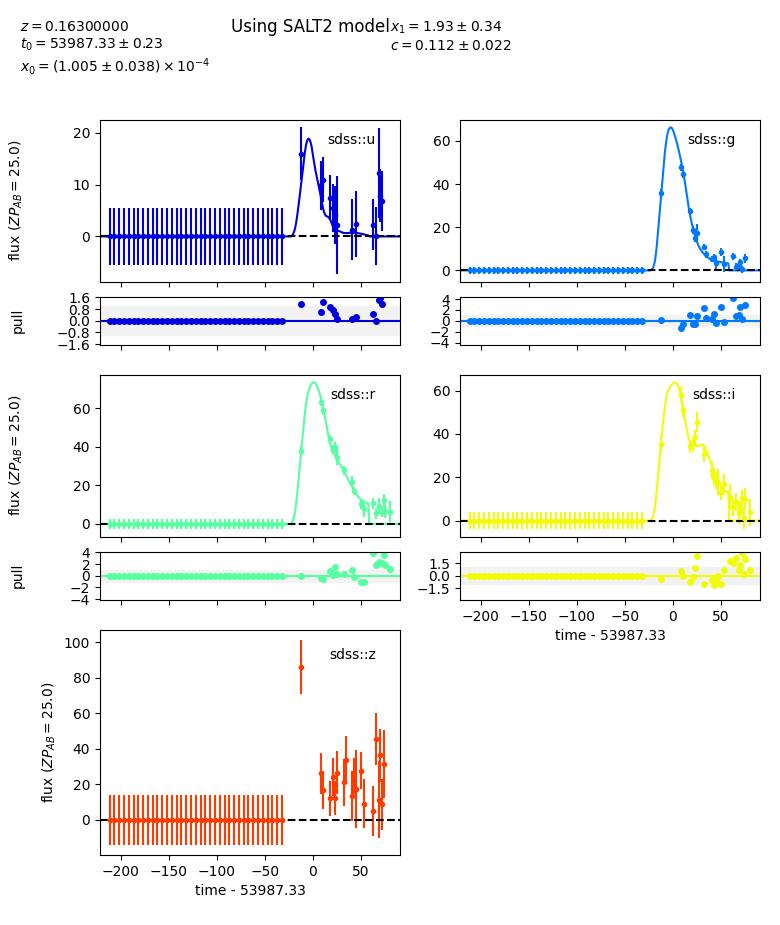 z = 0.16300000
Using SALT2 model
x₁ = 1.93 ± 0.34
t₀ = 53987.33 ± 0.23
c = 0.112 ± 0.022
x₀ = (1.005 ± 0.038) × 10⁻⁴
flux (ZP_AB = 25.0)
20
10
0
sdss::u
60
40
20
0
sdss::g
pull
1.6
0.8
0.0
−0.8
−1.6
4
2
0
−2
−4
flux (ZP_AB = 25.0)
60
40
20
0
sdss::r
60
40
20
0
sdss::i
pull
4
2
0
−2
−4
1.5
0.0
−1.5
−200 −150 −100 −50 0 50
time - 53987.33
flux (ZP_AB = 25.0)
100
80
60
40
20
0
sdss::z
−200 −150 −100 −50 0 50
time - 53987.33